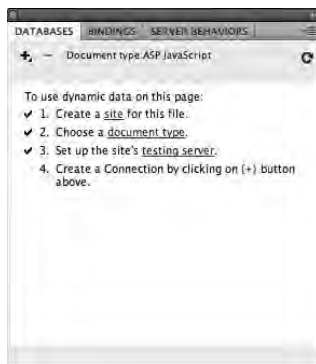 DATABASES BINDINGS SERVER BEHAVIORS
Document type:ASP JavaScript
To use dynamic data on this page:
✔ 1. Create a site for this file.
✔ 2. Choose a document type.
✔ 3. Set up the site's testing server.
4. Create a Connection by clicking on (+) button
above.